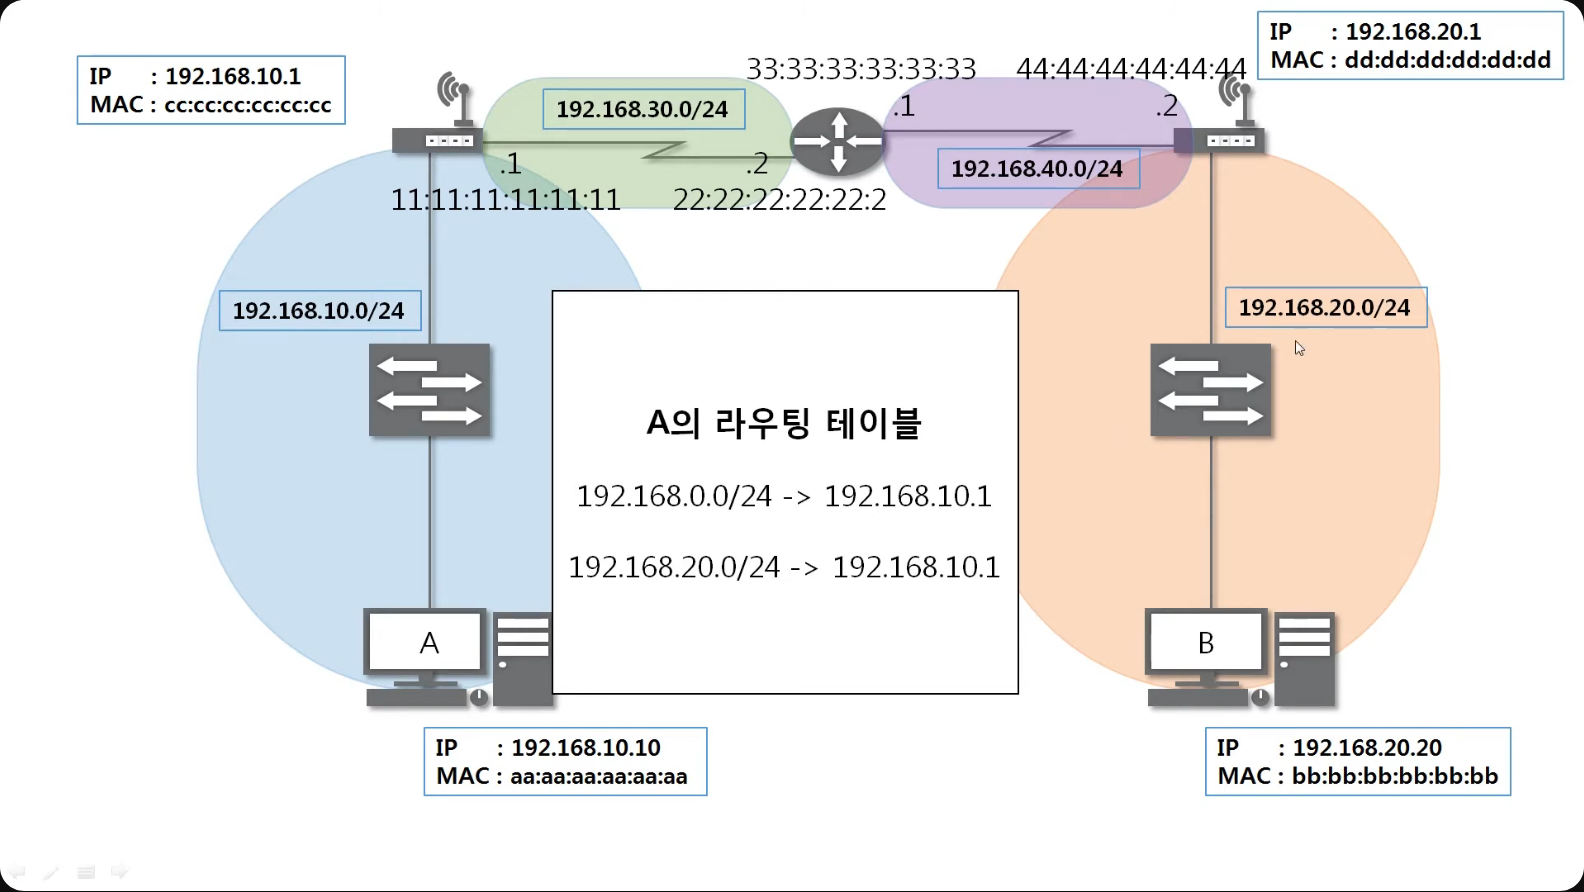 IP : 192.168.10.1
MAC : cc:cc:cc:cc:cc:cc
192.168.30.0/24
33:33:33:33:33:33
44:44:44:44:44:44
IP : 192.168.20.1
MAC : dd:dd:dd:dd:dd:dd
.1
.2
.1
.2
192.168.40.0/24
11:11:11:11:11:11
22:22:22:22:22:2
192.168.10.0/24
192.168.20.0/24
A의 라우팅 테이블
192.168.0.0/24 -> 192.168.10.1
192.168.20.0/24 -> 192.168.10.1
A
B
IP : 192.168.10.10
MAC : aa:aa:aa:aa:aa:aa
IP : 192.168.20.20
MAC : bb:bb:bb:bb:bb:bb